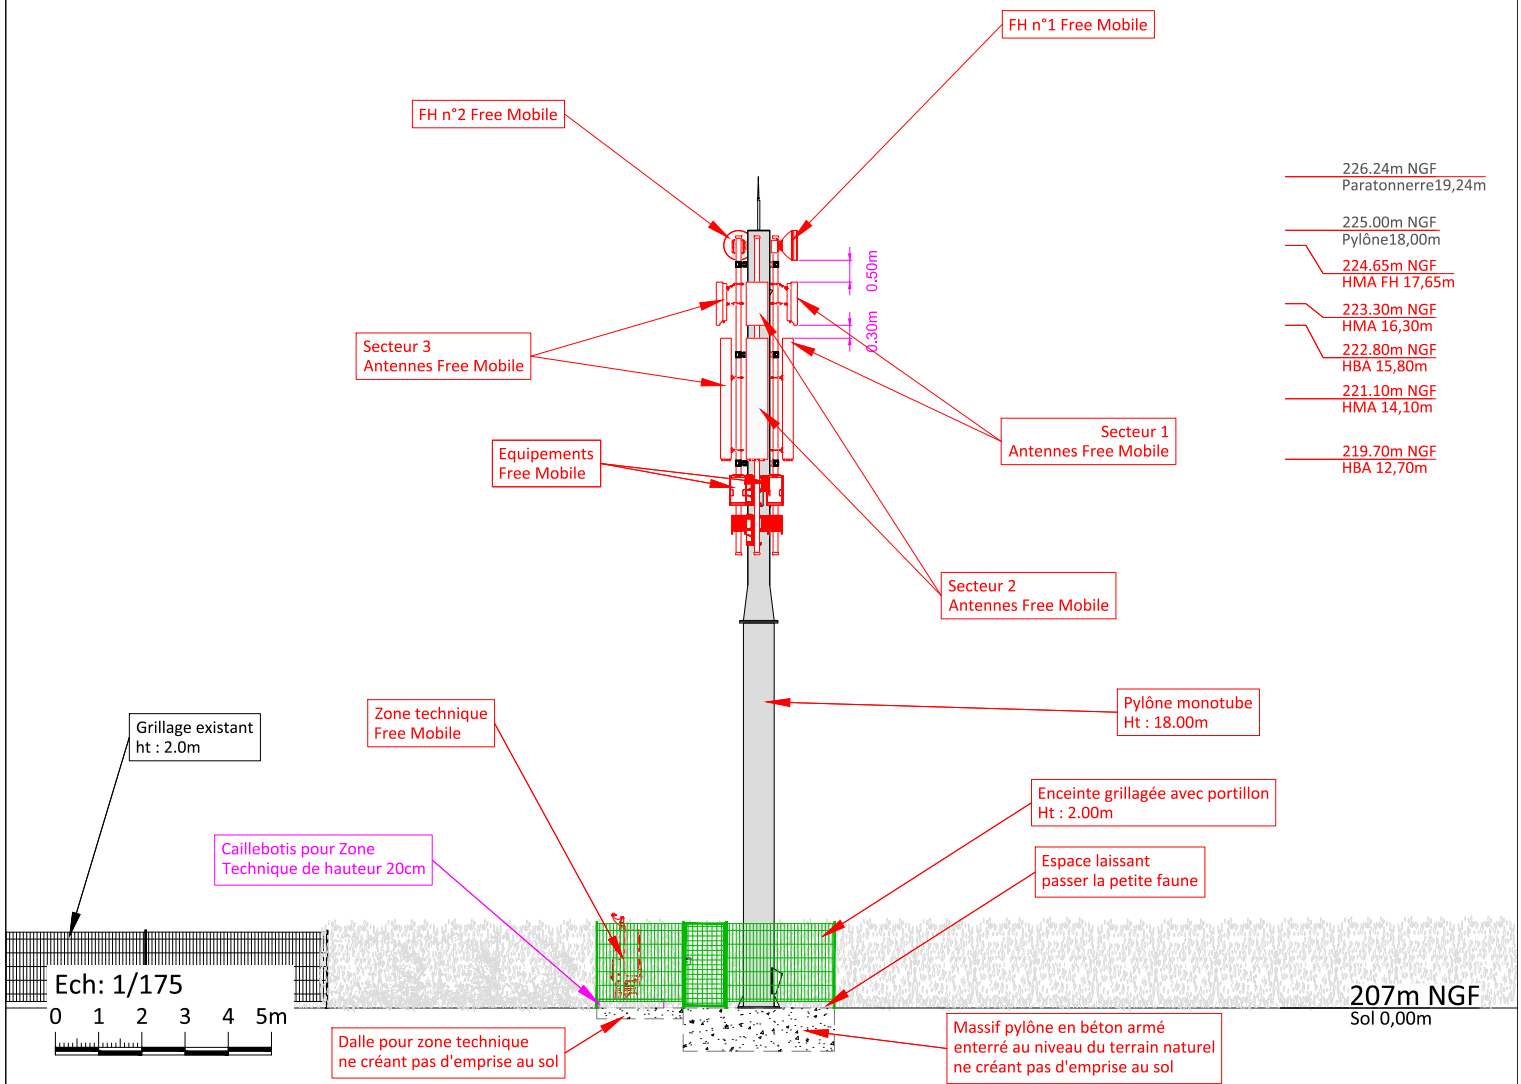 FH n°1 Free Mobile
FH n°2 Free Mobile
226.24m NGF
Paratonnerre19,24m
225.00m NGF
Pylône18,00m
224.65m NGF
HMA FH 17,65m
223.30m NGF
HMA 16,30m
222.80m NGF
HBA 15,80m
221.10m NGF
HMA 14,10m
219.70m NGF
HBA 12,70m
0.50m
0.30m
Secteur 3
Antennes Free Mobile
Secteur 1
Antennes Free Mobile
Equipements
Free Mobile
Secteur 2
Antennes Free Mobile
Pylône monotube
Ht : 18.00m
Zone technique
Free Mobile
Grillage existant
ht : 2.0m
Enceinte grillagée avec portillon
Ht : 2.00m
Caillebotis pour Zone
Technique de hauteur 20cm
Espace laissant
passer la petite faune
Ech: 1/175
0 1 2 3 4 5m
207m NGF
Sol 0,00m
Dalle pour zone technique
ne créant pas d'emprise au sol
Massif pylône en béton armé
enterré au niveau du terrain naturel
ne créant pas d'emprise au sol